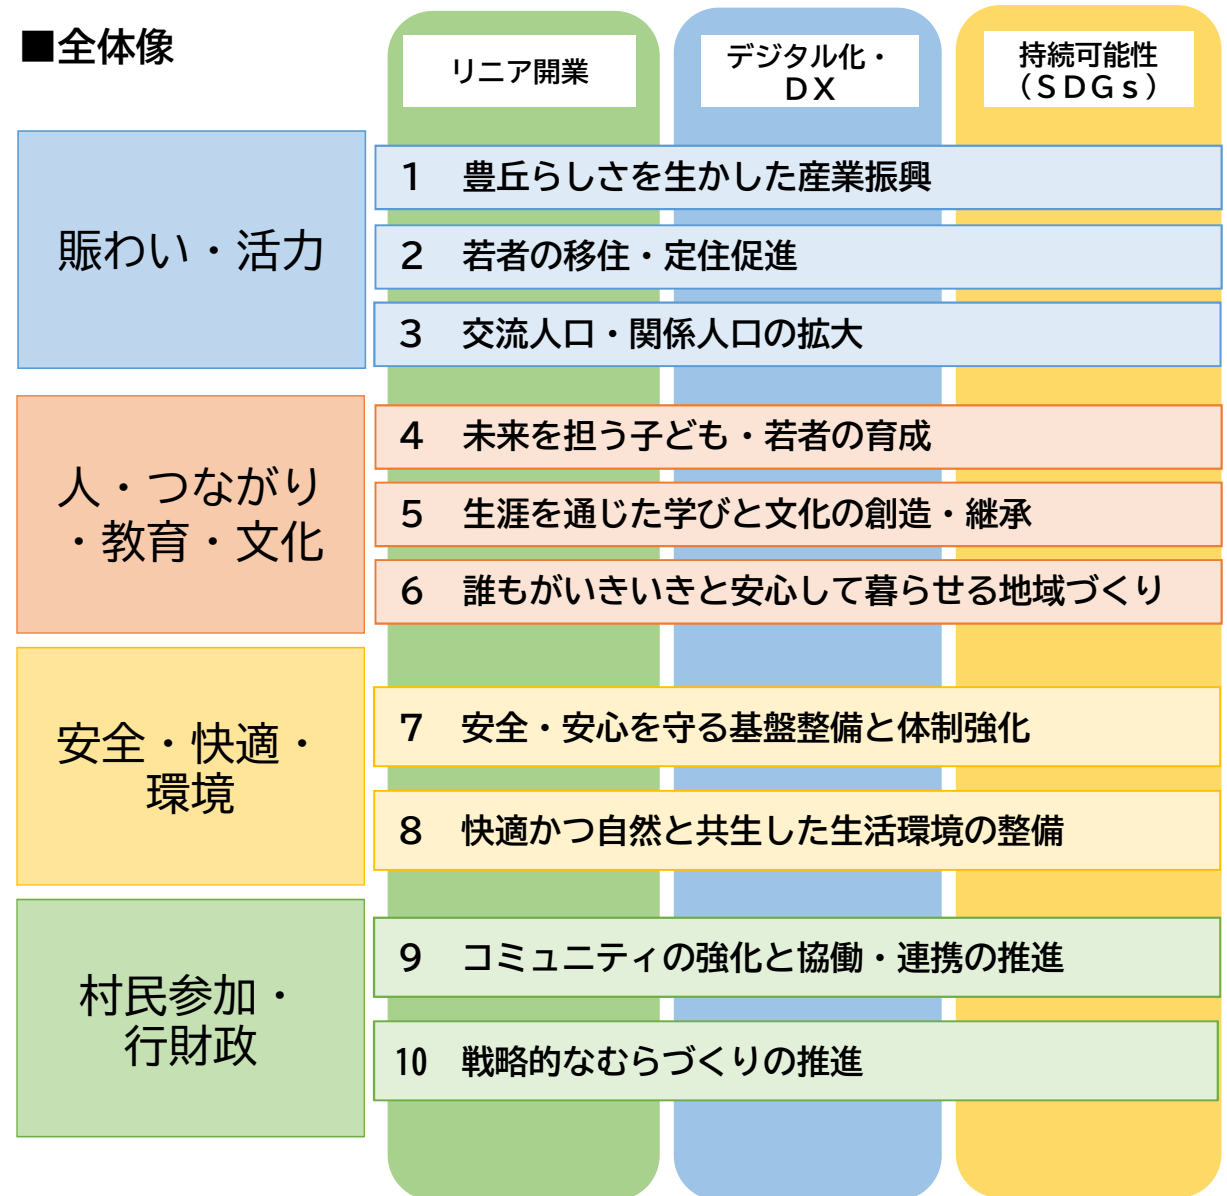 ■全体像
リニア開業
デジタル化・
ＤＸ
持続可能性
（ＳＤＧｓ）
賑わい・活力
1 豊丘らしさを生かした産業振興
2 若者の移住・定住促進
3 交流人口・関係人口の拡大
人・つながり
・教育・文化
4 未来を担う子ども・若者の育成
5 生涯を通じた学びと文化の創造・継承
6 誰もがいきいきと安心して暮らせる地域づくり
安全・快適・
環境
7 安全・安心を守る基盤整備と体制強化
8 快適かつ自然と共生した生活環境の整備
村民参加・
行財政
9 コミュニティの強化と協働・連携の推進
10 戦略的なむらづくりの推進